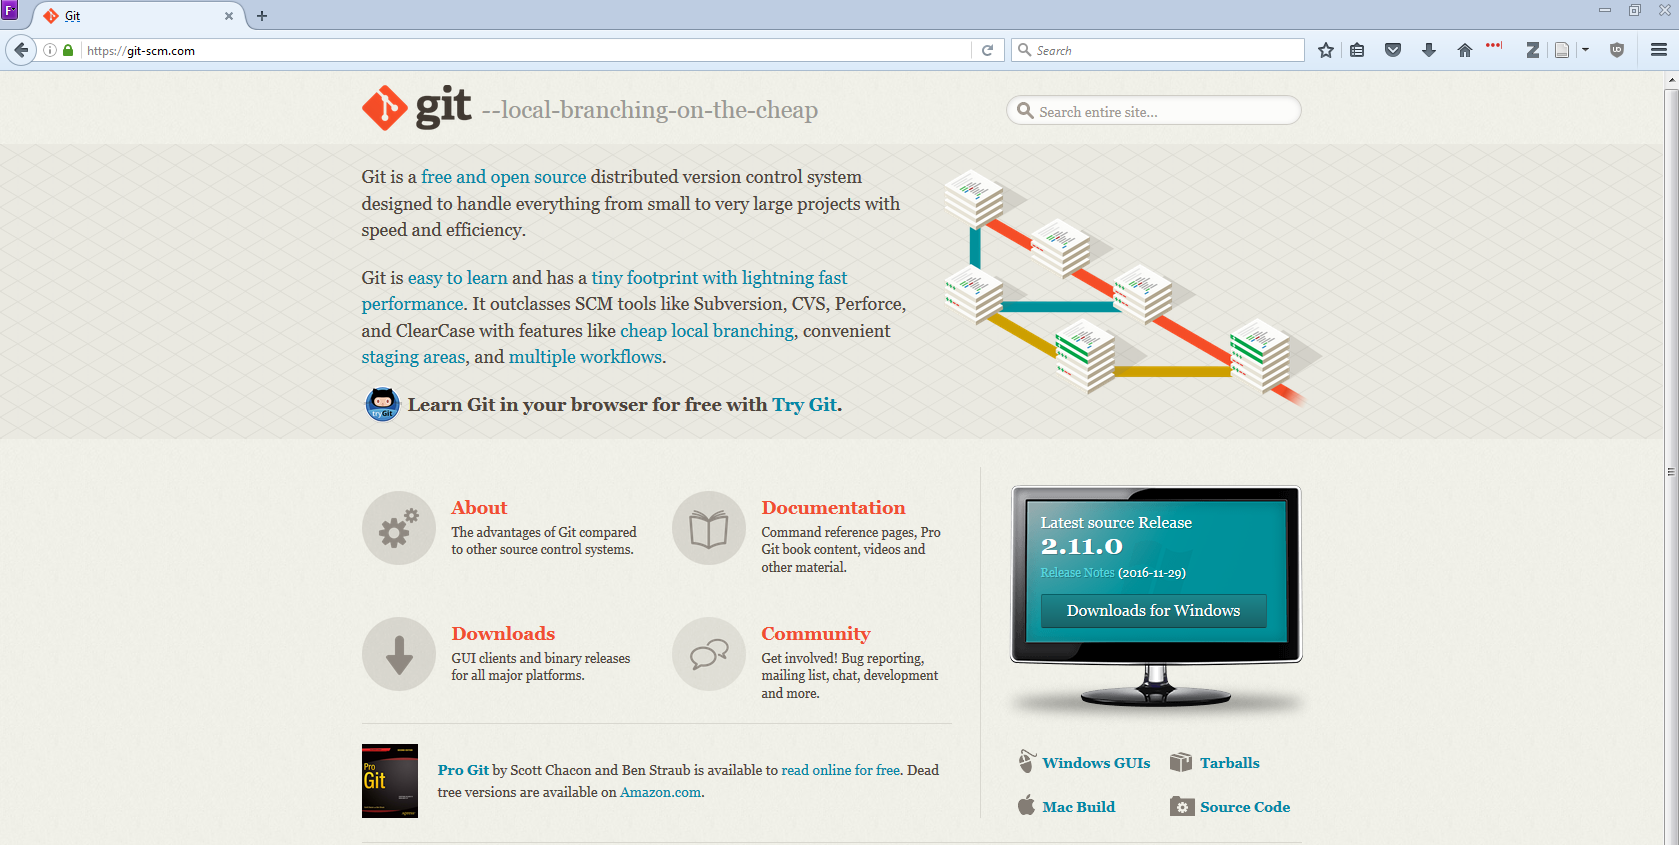 Git
https://git-scm.com
Search
git --local-branching-on-the-cheap
Search entire site...
Git is a free and open source distributed version control system
designed to handle everything from small to very large projects with
speed and efficiency.
Git is easy to learn and has a tiny footprint with lightning fast
performance. It outclasses SCM tools like Subversion, CVS, Perforce,
and ClearCase with features like cheap local branching, convenient
staging areas, and multiple workflows.
tryGit
Learn Git in your browser for free with Try Git.
About
The advantages of Git compared
to other source control systems.
Documentation
Command reference pages, Pro
Git book content, videos and
other material.
Downloads
GUI clients and binary releases
for all major platforms.
Community
Get involved! Bug reporting,
mailing list, chat, development
and more.
Pro
Git
Pro Git by Scott Chacon and Ben Straub is available to read online for free. Dead
tree versions are available on Amazon.com.
Latest source Release
2.11.0
Release Notes (2016-11-29)
Downloads for Windows
Windows GUIs
Tarballs
Mac Build
Source Code